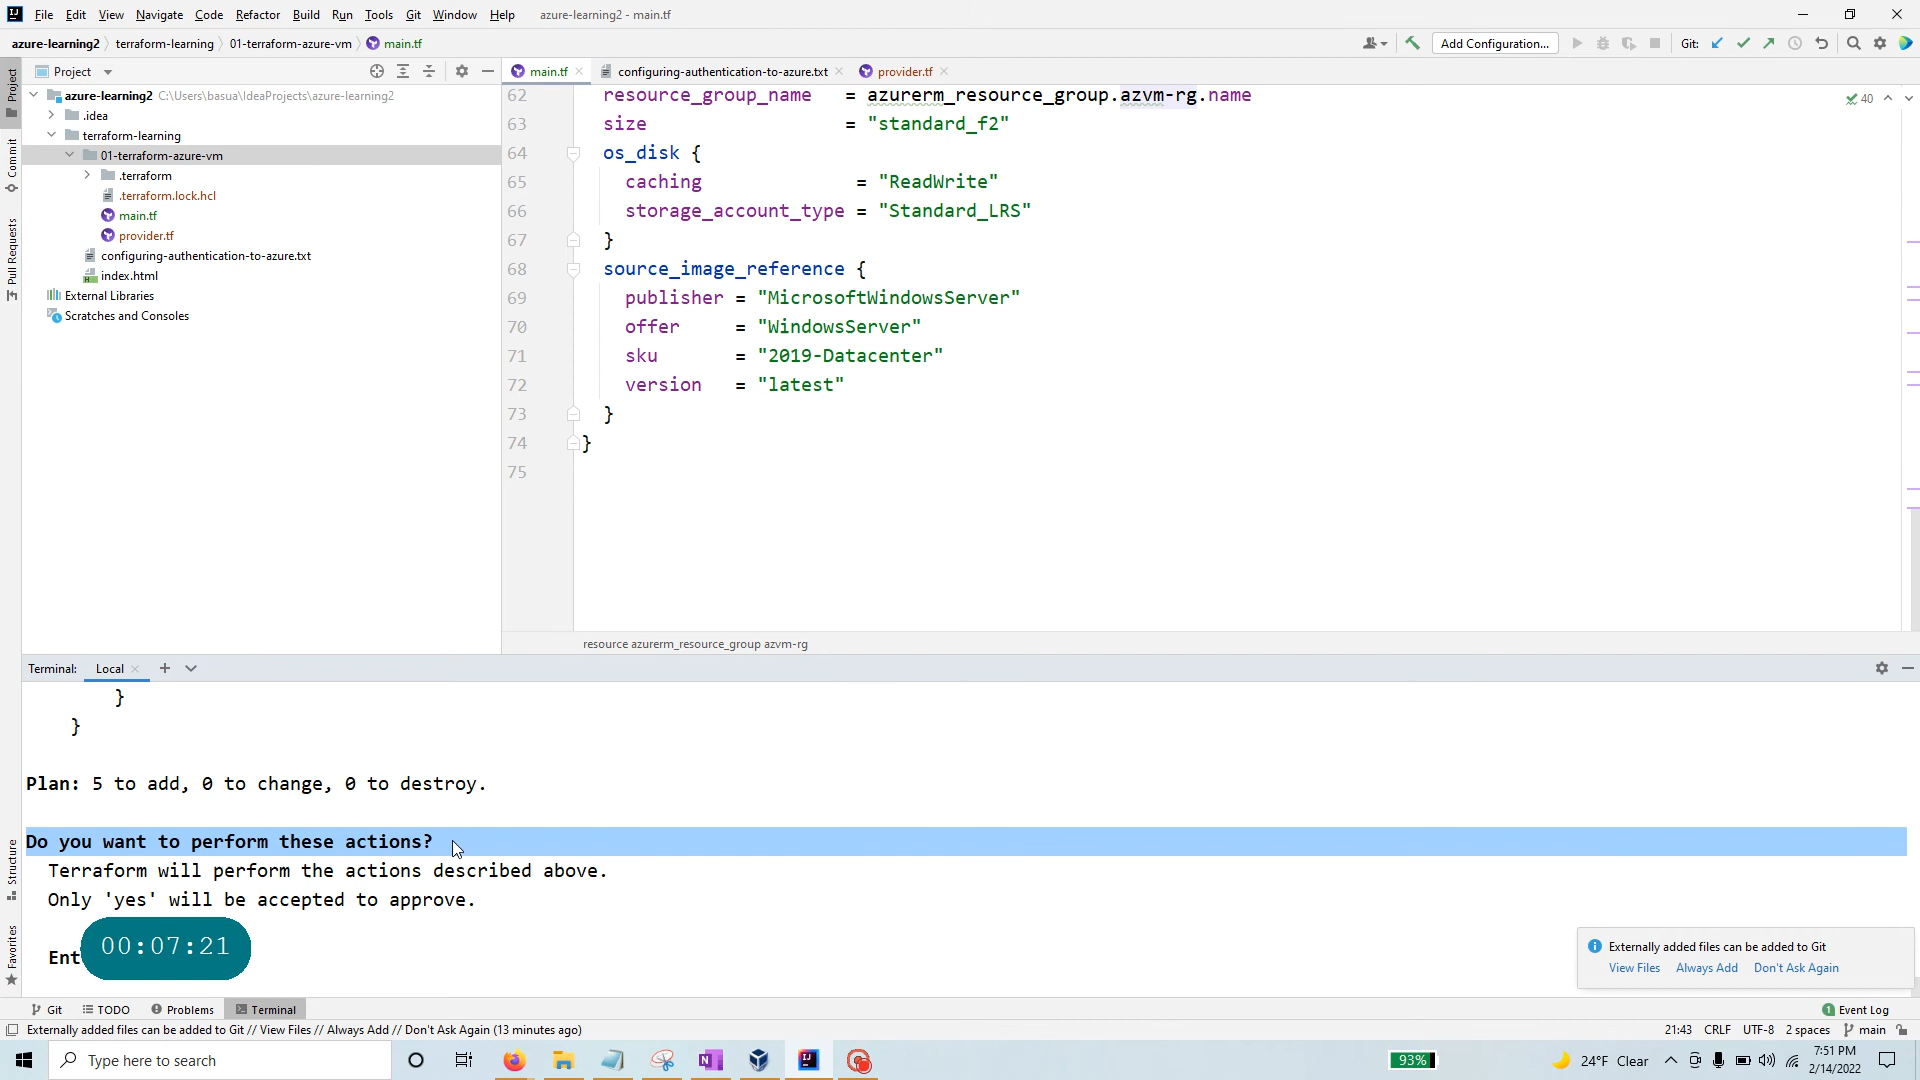 File Edit View Navigate Code Refactor Build Run Tools Git Window Help azure-learning2 - main.tf
azure-learning2 terraform-learning 01-terraform-azure-vm main.tf Add Configuration... Git:
Project main.tf configuring-authentication-to-azure.txt provider.tf
azure-learning2 C:\Users\basua\IdeaProjects\azure-learning2
.idea
terraform-learning
01-terraform-azure-vm
.terraform
.terraform.lock.hcl
main.tf
provider.tf
configuring-authentication-to-azure.txt
index.html
External Libraries
Scratches and Consoles
Project
Commit
Pull Requests
Structure
Favorites
62 resource_group_name = azurerm_resource_group.azvm-rg.name
40
63 size = "standard_f2"
64 os_disk {
65 caching = "ReadWrite"
66 storage_account_type = "Standard_LRS"
67 }
68 source_image_reference {
69 publisher = "MicrosoftWindowsServer"
70 offer = "WindowsServer"
71 sku = "2019-Datacenter"
72 version = "latest"
73 }
74 }
75
resource azurerm_resource_group azvm-rg
Terminal: Local
}
}
Plan: 5 to add, 0 to change, 0 to destroy.
Do you want to perform these actions?
Terraform will perform the actions described above.
Only 'yes' will be accepted to approve.
Ent
00:07:21
Externally added files can be added to Git
View Files Always Add Don't Ask Again
Git TODO Problems Terminal 1 Event Log
Externally added files can be added to Git // View Files // Always Add // Don't Ask Again (13 minutes ago) 21:43 CRLF UTF-8 2 spaces main
Type here to search 93% 24°F Clear 7:51 PM
2/14/2022